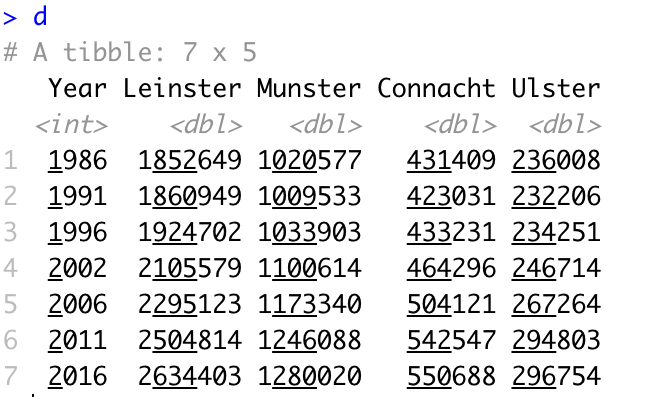 > d
# A tibble: 7 x 5
Year Leinster Munster Connacht Ulster
<int> <dbl> <dbl> <dbl> <dbl>
1 1986 1852649 1020577 431409 236008
2 1991 1860949 1009533 423031 232206
3 1996 1924702 1033903 433231 234251
4 2002 2105579 1100614 464296 246714
5 2006 2295123 1173340 504121 267264
6 2011 2504814 1246088 542547 294803
7 2016 2634403 1280020 550688 296754